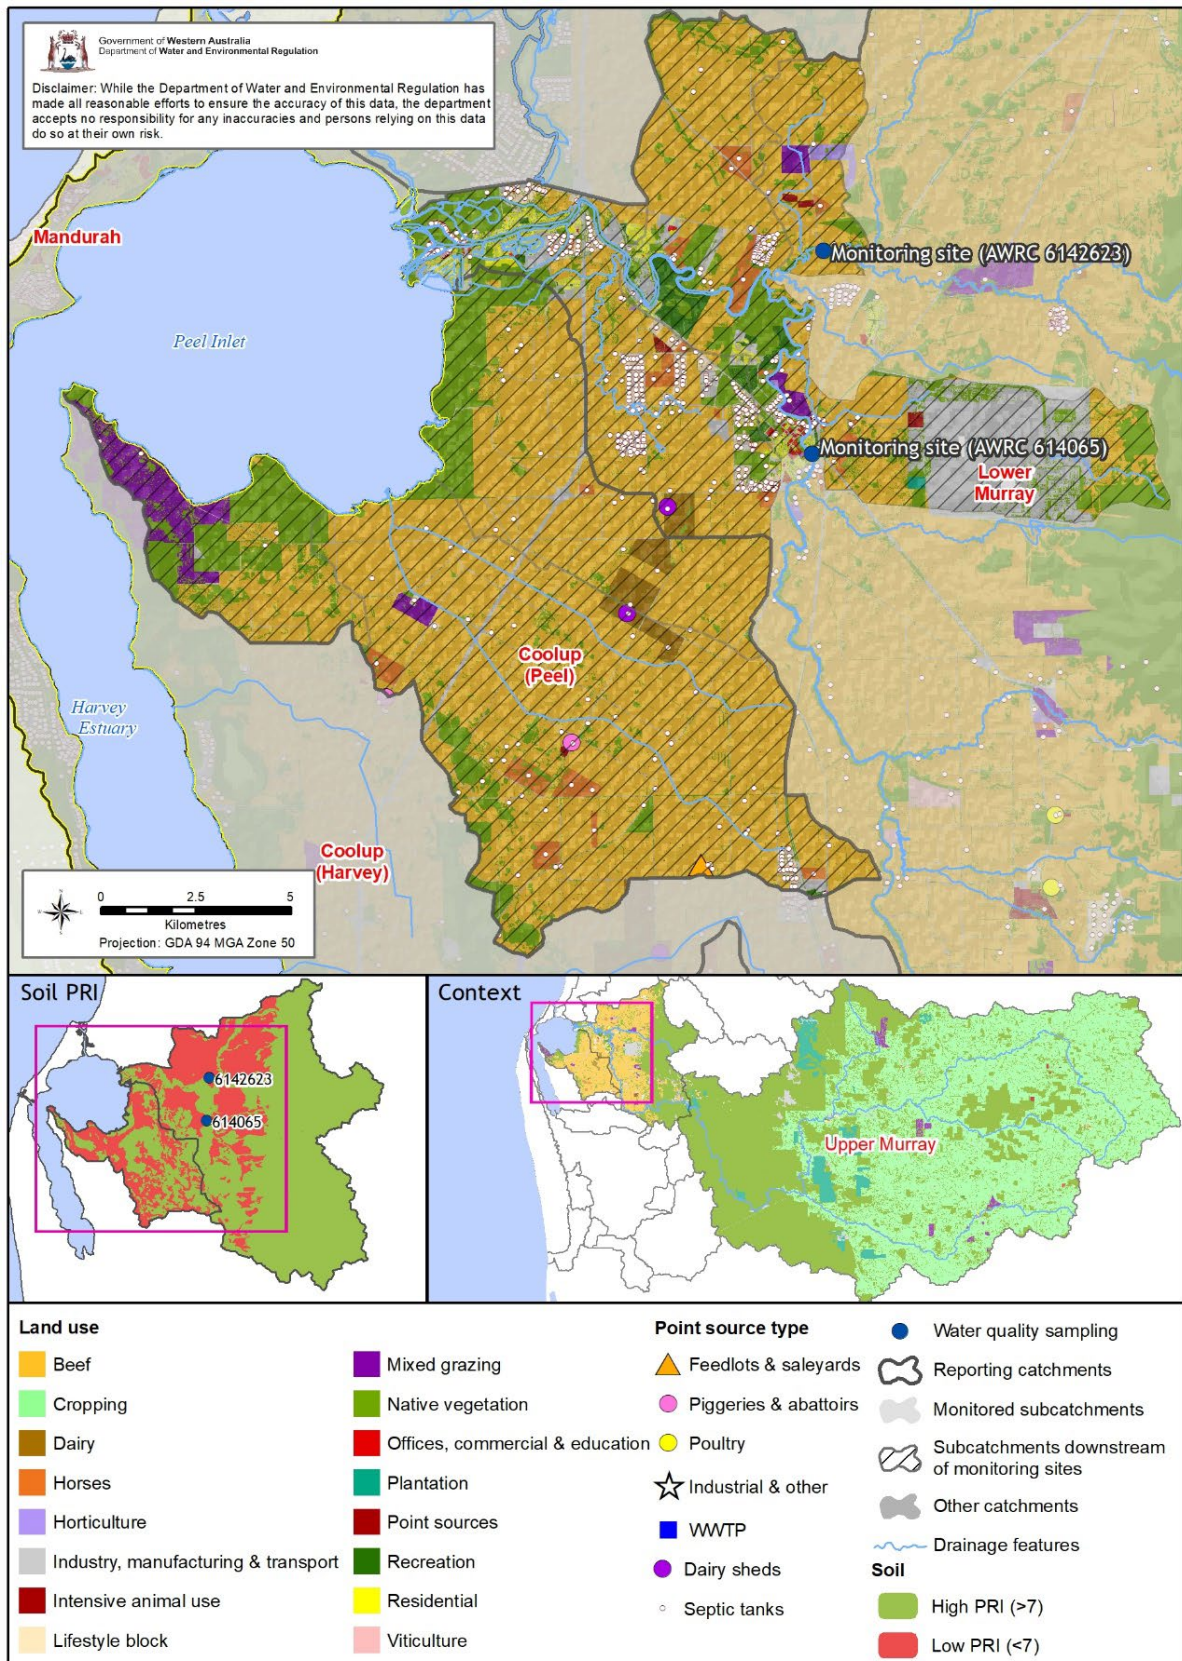 Government of Western Australia
Department of Water and Environmental Regulation
Disclaimer: While the Department of Water and Environmental Regulation has
made all reasonable efforts to ensure the accuracy of this data, the department
accepts no responsibility for any inaccuracies and persons relying on this data
do so at their own risk.
Mandurah
Monitoring site (AWRC 6142623)
Peel Inlet
Monitoring site (AWRC 614065)
Lower
Murray
Coolup
(Peel)
Harvey
Estuary
Coolup
(Harvey)
0 2.5 5
Kilometres
Projection: GDA 94 MGA Zone 50
Soil PRI
6142623
614065
Context
Upper Murray
Land use
Beef
Cropping
Dairy
Horses
Horticulture
Industry, manufacturing & transport
Intensive animal use
Lifestyle block
Mixed grazing
Native vegetation
Offices, commercial & education
Plantation
Point sources
Recreation
Residential
Viticulture
Point source type
Feedlots & saleyards
Piggeries & abattoirs
Poultry
Industrial & other
WWTP
Dairy sheds
Septic tanks
Water quality sampling
Reporting catchments
Monitored subcatchments
Subcatchments downstream
of monitoring sites
Other catchments
Drainage features
Soil
High PRI (>7)
Low PRI (<7)